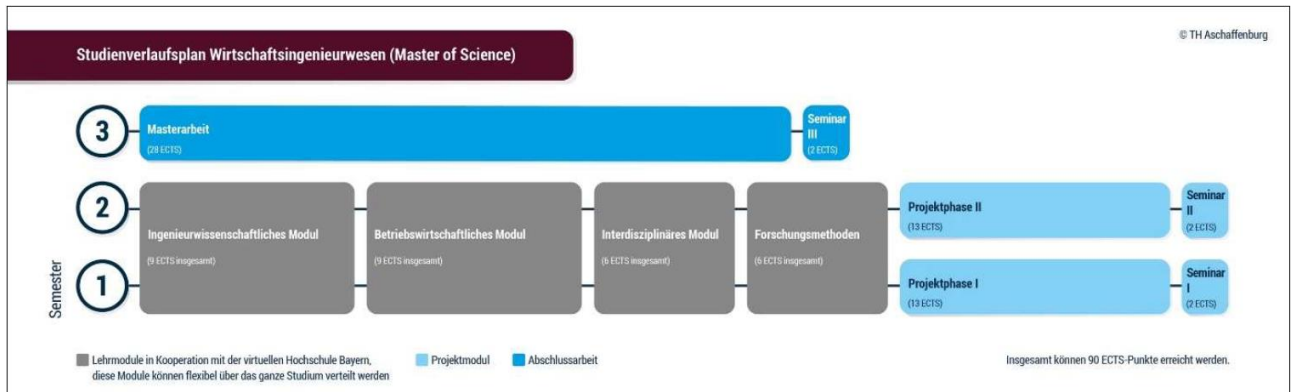 © TH Aschaffenburg
Studienverlaufsplan Wirtschaftsingenieurwesen (Master of Science)
3
Masterarbeit
(28 ECTS)
Seminar
III
(2 ECTS)
2
Ingenieurwissenschaftliches Modul
(9 ECTS insgesamt)
Betriebswirtschaftliches Modul
(9 ECTS insgesamt)
Interdisziplinäres Modul
(6 ECTS insgesamt)
Forschungsmethoden
(6 ECTS insgesamt)
Projektphase II
(13 ECTS)
Seminar
II
(2 ECTS)
Semester
1
Projektphase I
(13 ECTS)
Seminar
I
(2 ECTS)
Lehrmodule in Kooperation mit der virtuellen Hochschule Bayern,
diese Module können flexibel über das ganze Studium verteilt werden
Projektmodul
Abschlussarbeit
Insgesamt können 90 ECTS-Punkte erreicht werden.